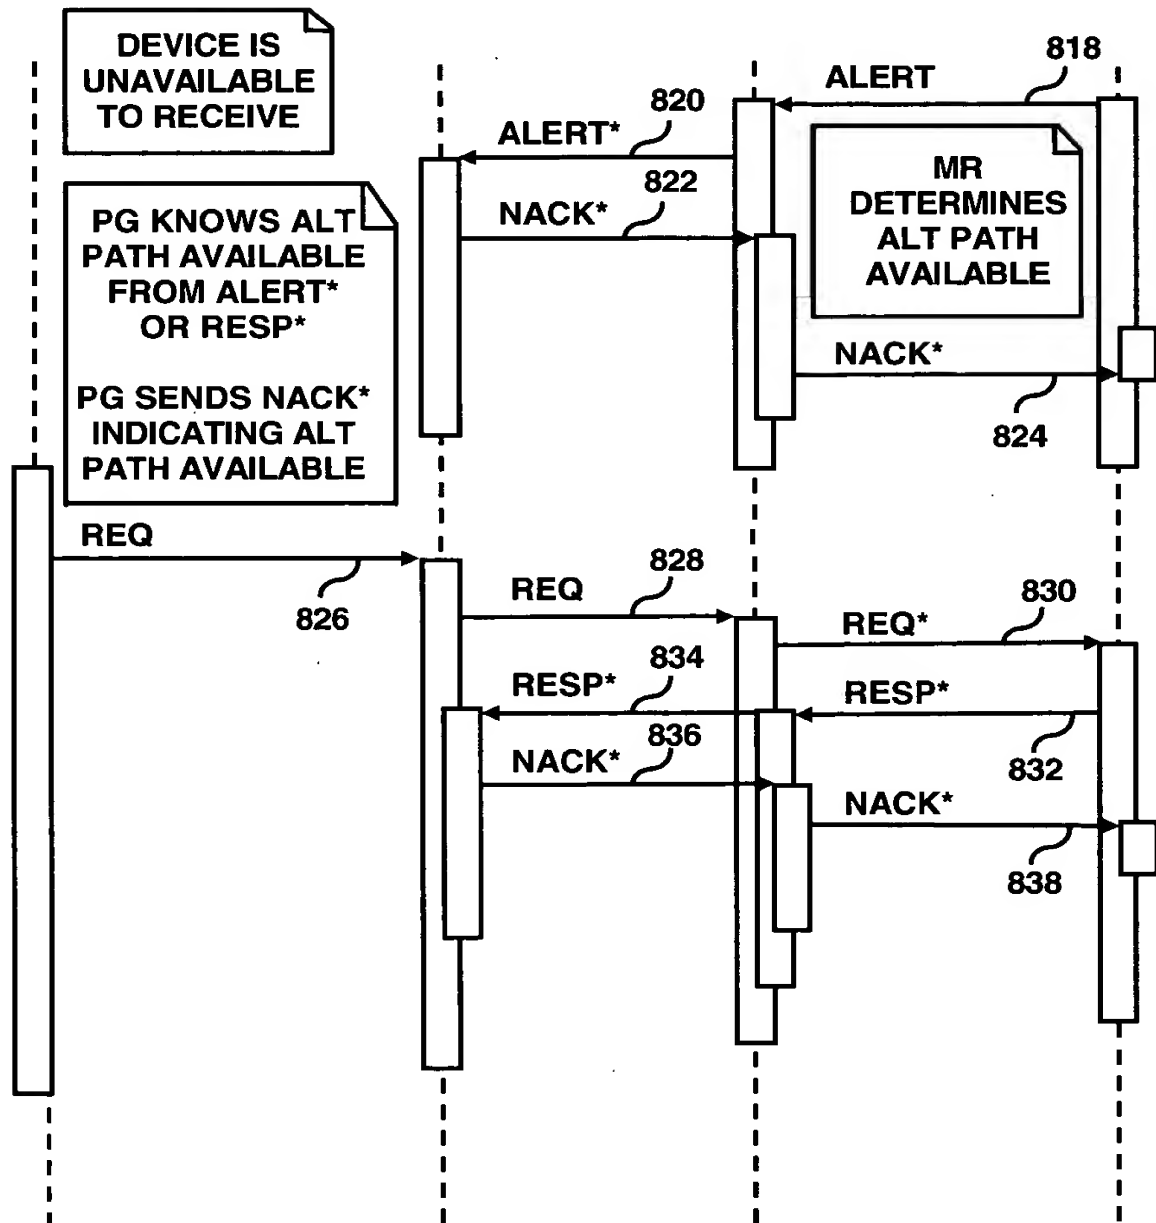 DEVICE IS
UNAVAILABLE
TO RECEIVE
818
ALERT
820
ALERT*
822
NACK*
MR
DETERMINES
ALT PATH
AVAILABLE
PG KNOWS ALT
PATH AVAILABLE
FROM ALERT*
OR RESP*
PG SENDS NACK*
INDICATING ALT
PATH AVAILABLE
NACK*
824
REQ
826
828
REQ
830
REQ*
834
RESP*
RESP*
832
836
NACK*
NACK*
838